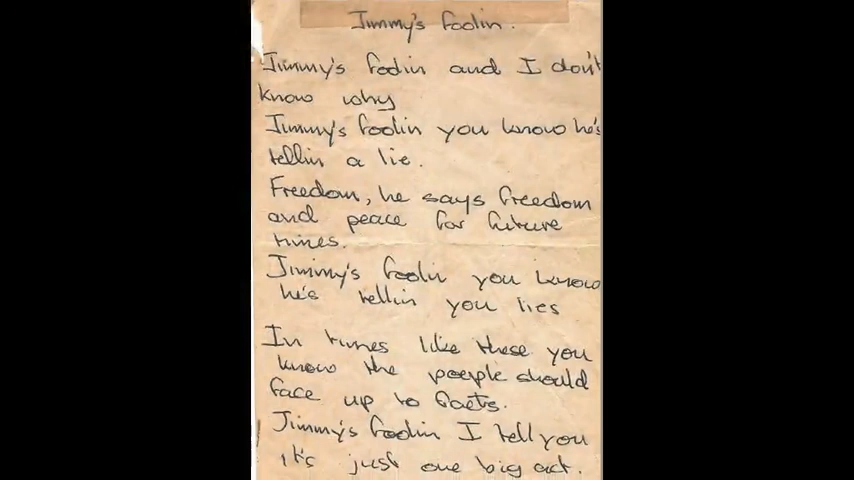 Jimmy's foolin.
Jimmy's foolin and I don't
know why
Jimmy's foolin you know he's
tellin a lie.
Freedom, he says freedom
and peace for future
times.
Jimmy's foolin you know
he's tellin you lies
In times like these you
know the poeple should
face up to facts.
Jimmy's foolin I tell you
it's just one big act.